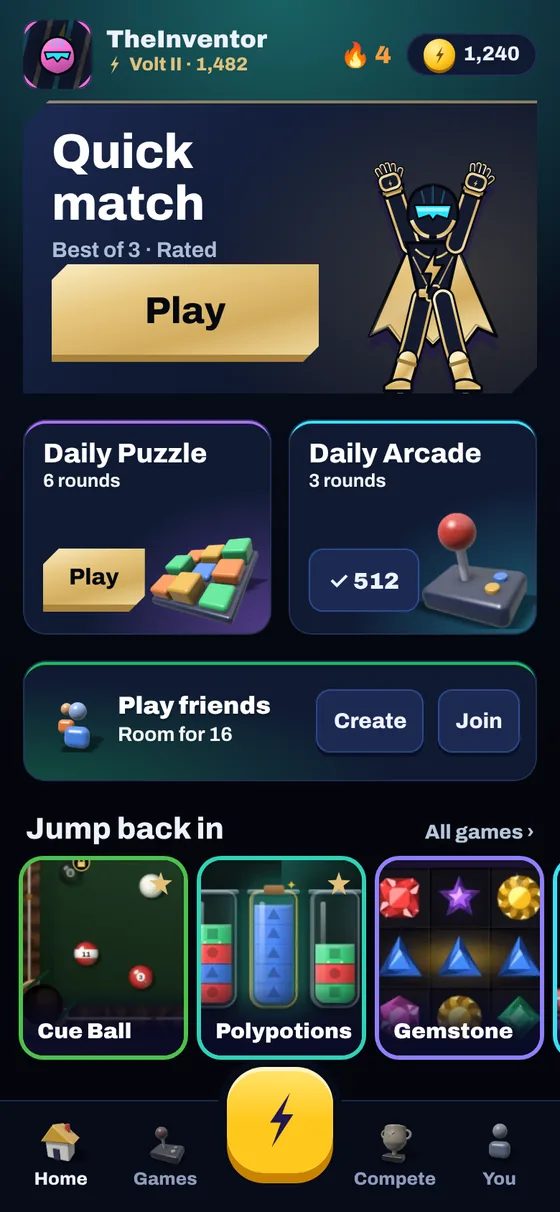 TheInventor
Volt II · 1,482
4
1,240
Quick
match
Best of 3 · Rated
Play
Daily Puzzle
6 rounds
Play
Daily Arcade
3 rounds
✓ 512
Play friends
Room for 16
Create
Join
Jump back in
All games ›
11
3
Cue Ball
Polypotions
Gemstone
Home
Games
Compete
You